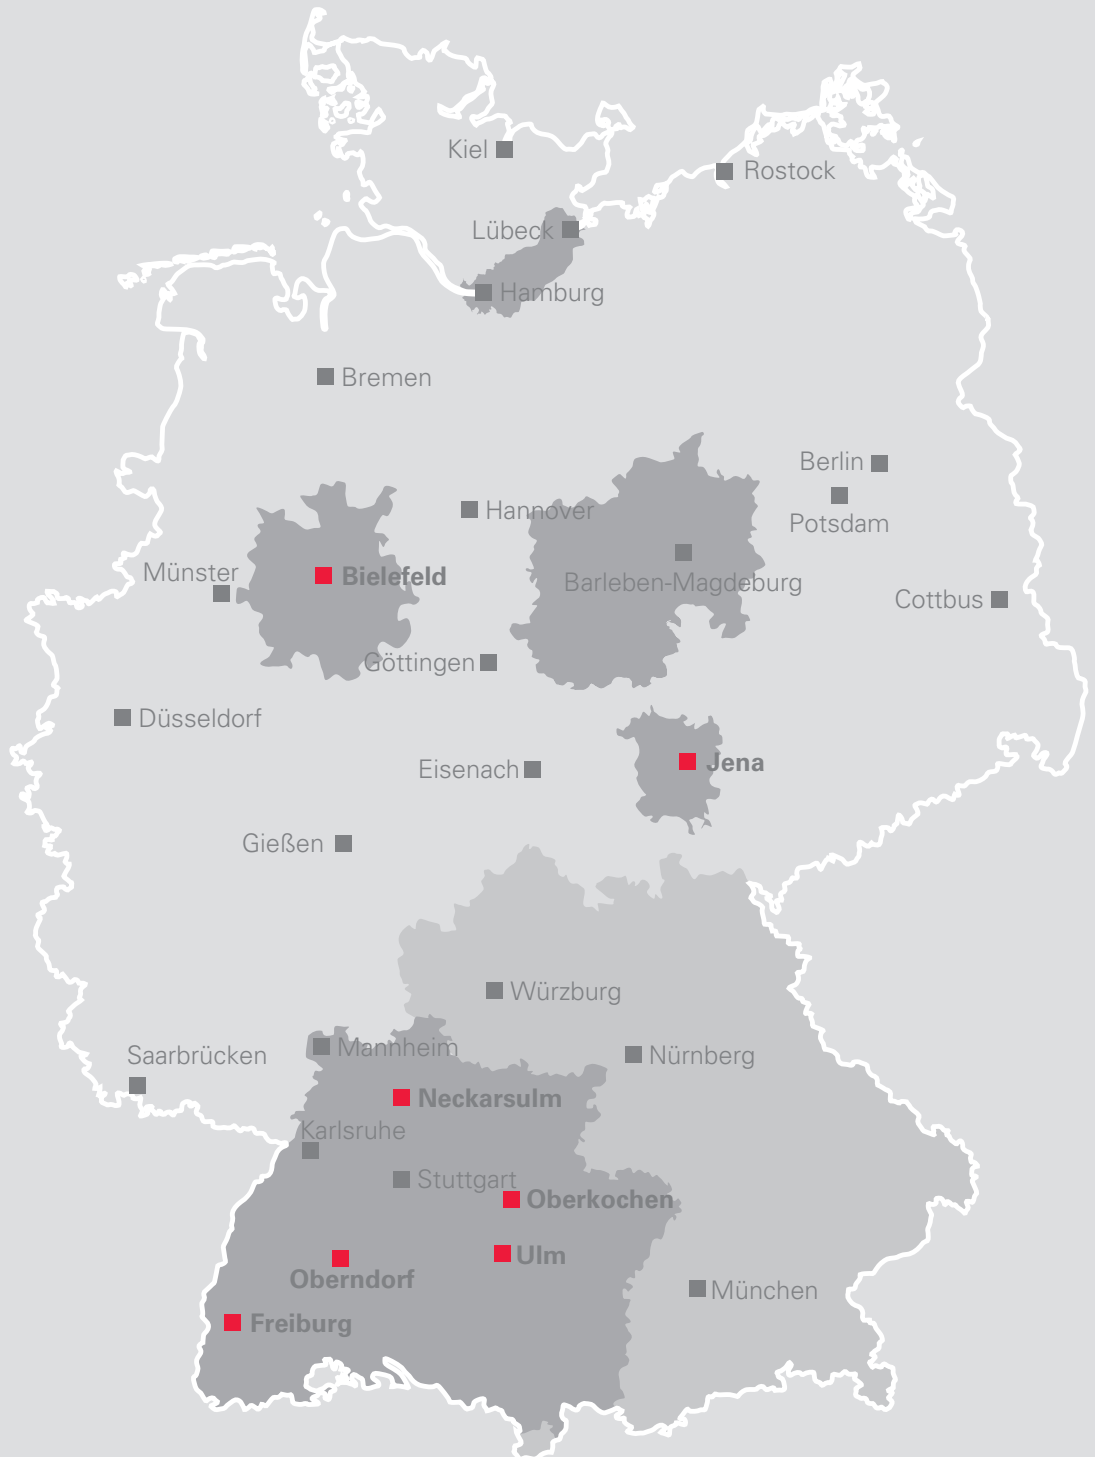 Kiel
Rostock
Lübeck
Hamburg
Bremen
Berlin
Hannover
Potsdam
Münster
Bielefeld
Barleben-Magdeburg
Cottbus
Göttingen
Düsseldorf
Eisenach
Jena
Gießen
Würzburg
Saarbrücken
Mannheim
Nürnberg
Neckarsulm
Karlsruhe
Stuttgart
Oberkochen
Ulm
Oberndorf
München
Freiburg